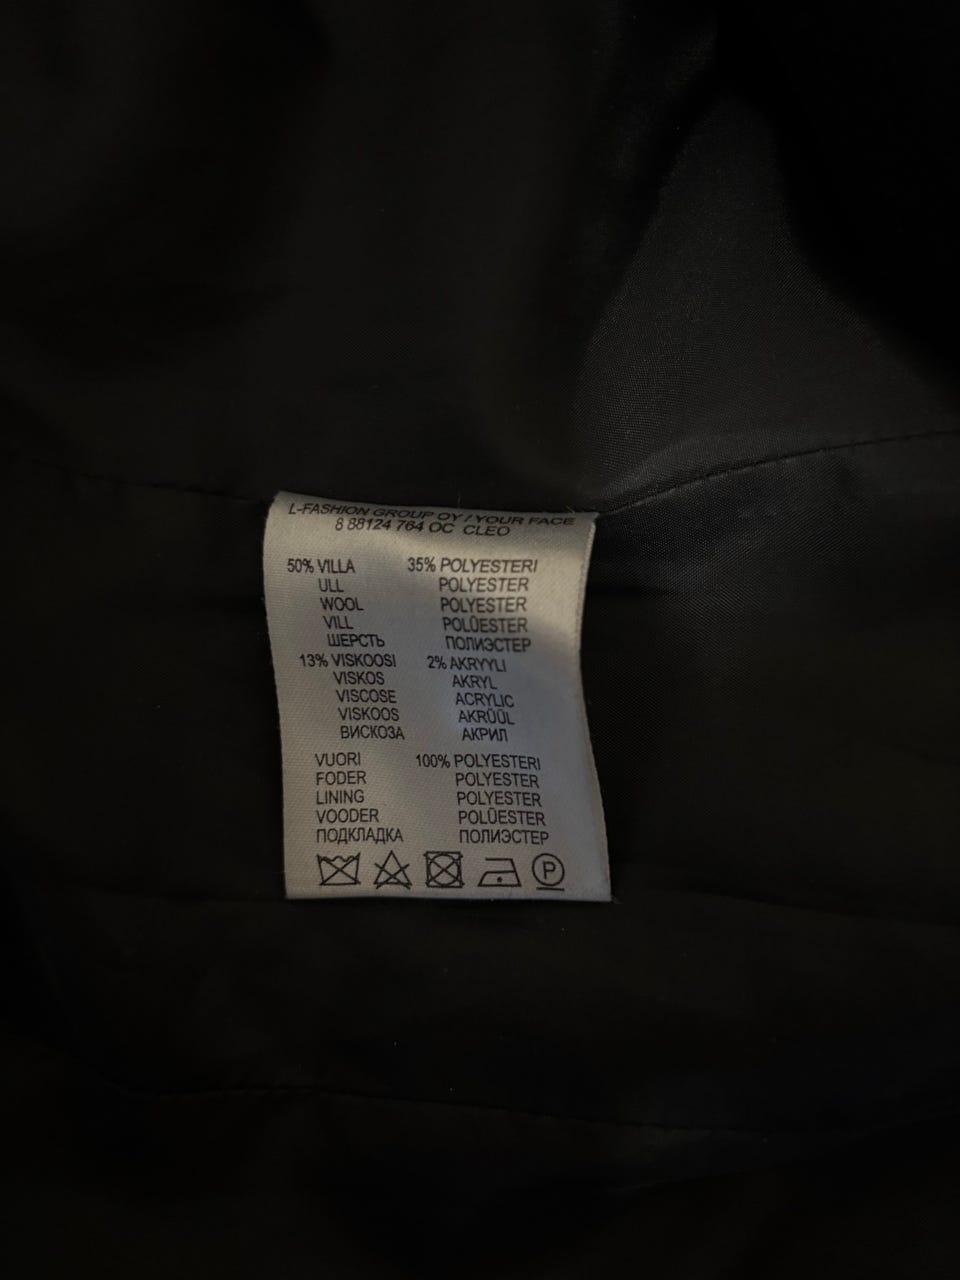 L-FASHION GROUP OY / YOUR FACE
8 88124 764 OC CLEO
50% VILLA 35% POLYESTERI
ULL POLYESTER
WOOL POLYESTER
VILL POLÜESTER
ШЕРСТЬ ПОЛИЭСТЕР
13% VISKOOSI 2% AKRYYLI
VISKOS AKRYL
VISCOSE ACRYLIC
VISKOOS AKRÜÜL
ВИСКОЗА АКРИЛ
VUORI 100% POLYESTERI
FODER POLYESTER
LINING POLYESTER
VOODER POLÜESTER
ПОДКЛАДКА ПОЛИЭСТЕР
P